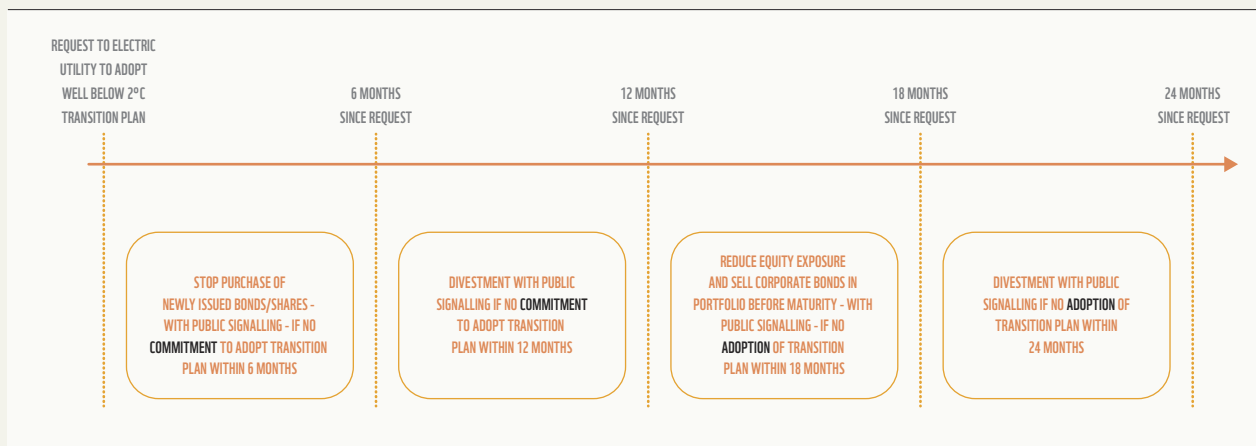 REQUEST TO ELECTRIC
UTILITY TO ADOPT
WELL BELOW 2ºC
TRANSITION PLAN
6 MONTHS
SINCE REQUEST
12 MONTHS
SINCE REQUEST
18 MONTHS
SINCE REQUEST
24 MONTHS
SINCE REQUEST
STOP PURCHASE OF
NEWLY ISSUED BONDS/SHARES -
WITH PUBLIC SIGNALLING - IF NO
COMMITMENT TO ADOPT TRANSITION
PLAN WITHIN 6 MONTHS
DIVESTMENT WITH PUBLIC
SIGNALLING IF NO COMMITMENT
TO ADOPT TRANSITION
PLAN WITHIN 12 MONTHS
REDUCE EQUITY EXPOSURE
AND SELL CORPORATE BONDS IN
PORTFOLIO BEFORE MATURITY - WITH
PUBLIC SIGNALLING - IF NO
ADOPTION OF TRANSITION
PLAN WITHIN 18 MONTHS
DIVESTMENT WITH PUBLIC
SIGNALLING IF NO ADOPTION OF
TRANSITION PLAN WITHIN
24 MONTHS